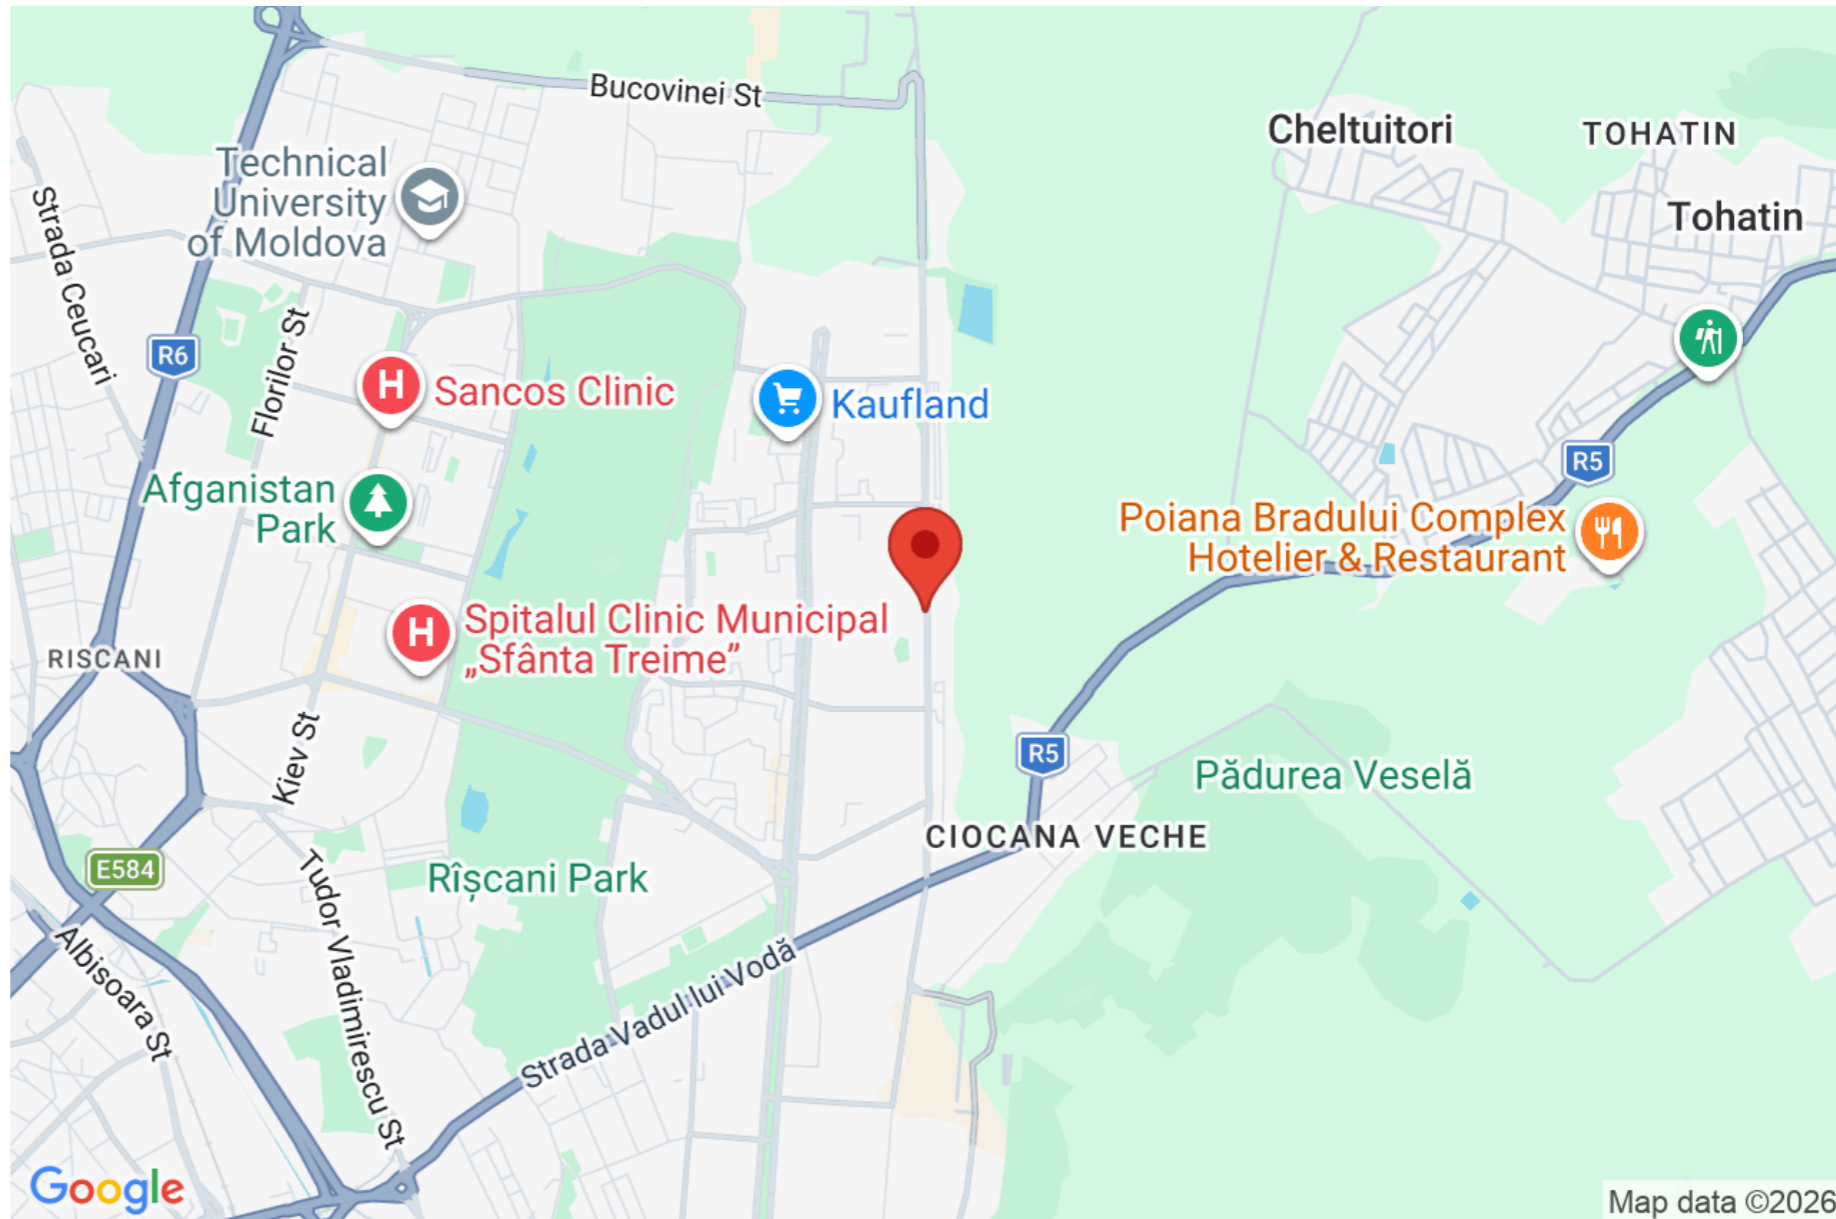 Bucovinei St
Cheltuitori
TOHATIN
Technical
University
of Moldova
Tohatin
Strada Ceucari
R6
Florilor St
H
Sancos Clinic
Kaufland
R5
Afganistan
Park
Poiana Bradului Complex
Hotelier & Restaurant
H
Spitalul Clinic Municipal
„Sfânta Treime”
RISCANI
Kiev St
R5
Pădurea Veselă
CIOCANA VECHE
E584
Rîșcani Park
Tudor Vladimirescu St
Albisoara St
Strada Vadul lui Vodă
Google
Map data ©2026